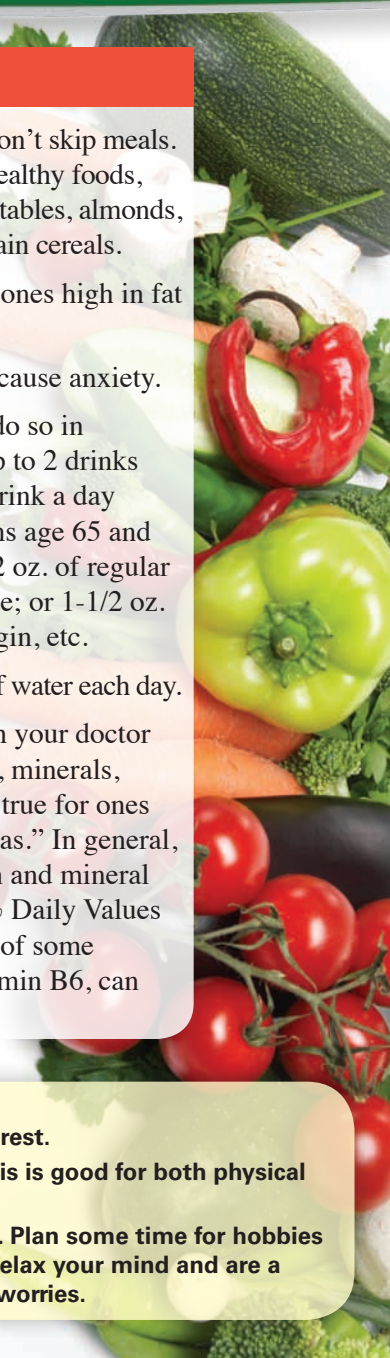 on't skip meals.
ealthy foods,
tables, almonds,
ain cereals.
ones high in fat
cause anxiety.
do so in
p to 2 drinks
rink a day
ns age 65 and
2 oz. of regular
e; or 1-1/2 oz.
gin, etc.
f water each day.
n your doctor
, minerals,
true for ones
as.” In general,
n and mineral
Daily Values
of some
min B6, can
rest.
is is good for both physical
. Plan some time for hobbies
elax your mind and are a
worries.